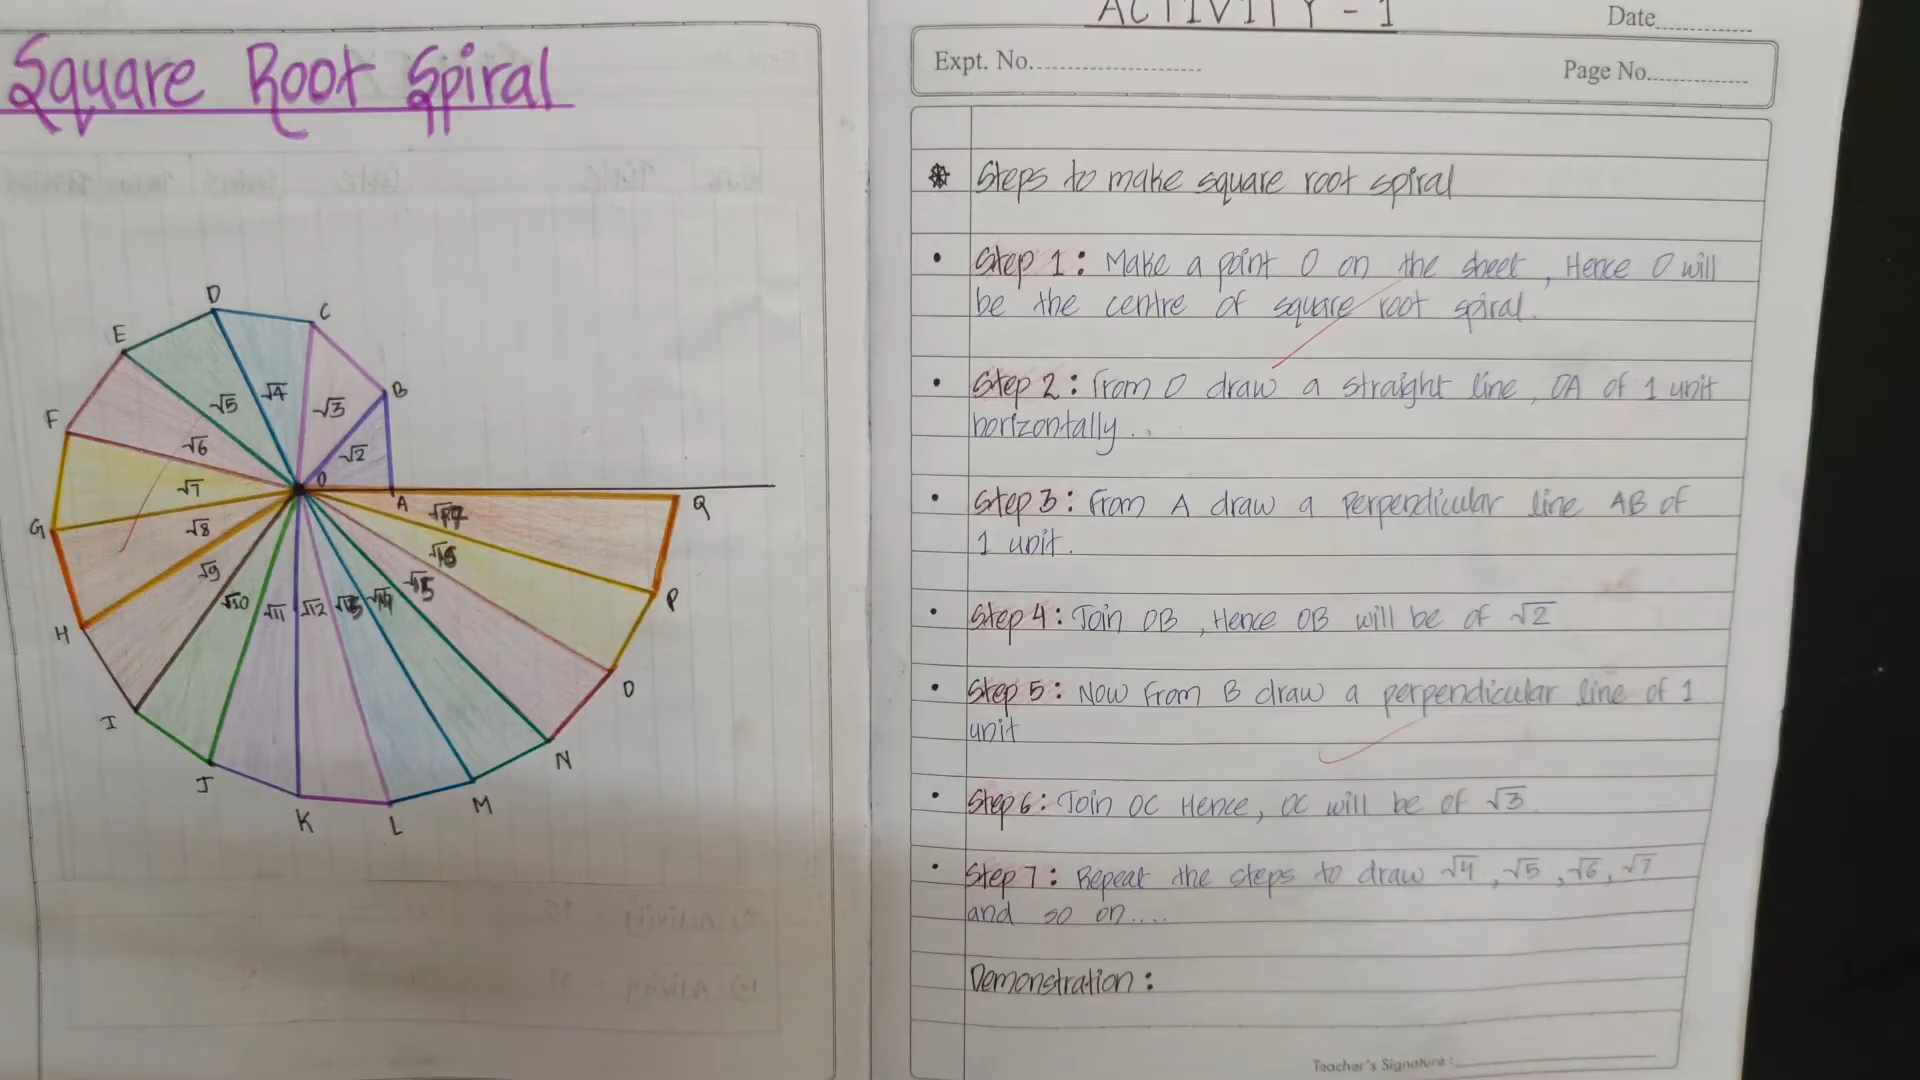 Square Root Spiral
D
C
E
B
√4
√5
√3
F
√6
√2
O
√7
A
Q
G
√8
√17
√16
√9
√15
P
√10
√11
√12
√13
√14
H
O
I
N
J
M
K
L
ACTIVITY - 1
Date
Expt. No.
Page No.
Steps to make square root spiral
• Step 1: Make a point O on the sheet, Hence O will
be the centre of square root spiral.
• Step 2: From O draw a straight line, OA of 1 unit
horizontally..
• Step 3: From A draw a perpendicular line AB of
1 unit.
• Step 4: Join OB, Hence OB will be of √2
• Step 5: Now From B draw a perpendicular line of 1
unit
• Step 6: Join OC Hence, OC will be of √3.
• Step 7: Repeat the steps to draw √4, √5, √6, √7
and so on....
Demonstration:
Teacher's Signature: